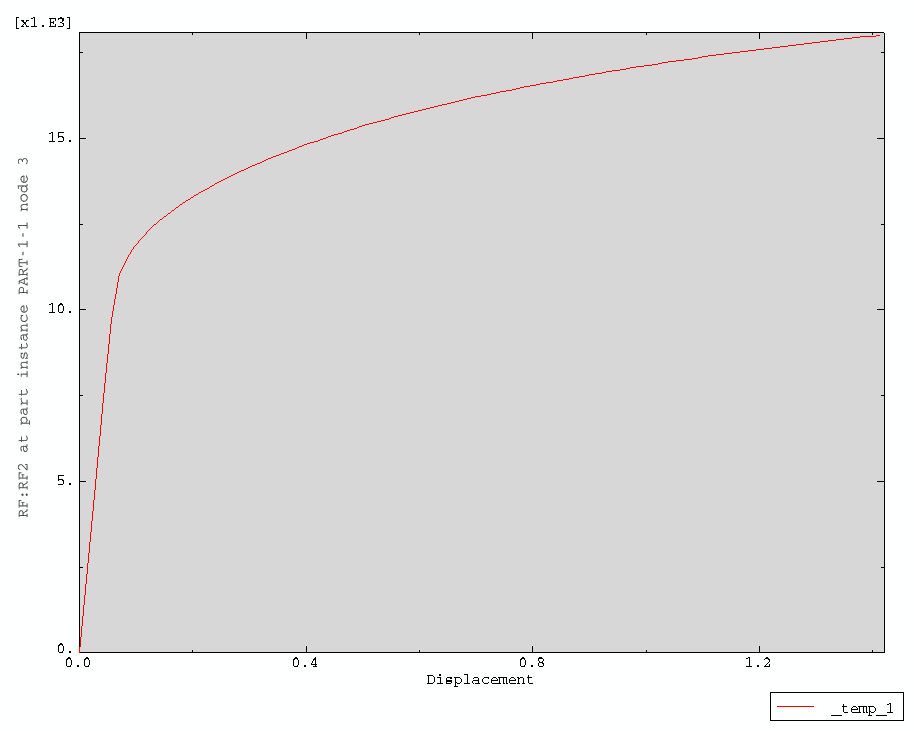 [x1.E3]
15.
10.
5.
0.
RF:RF2 at part instance PART-1-1 node 3
0.0 0.4 0.8 1.2
Displacement
_temp_1